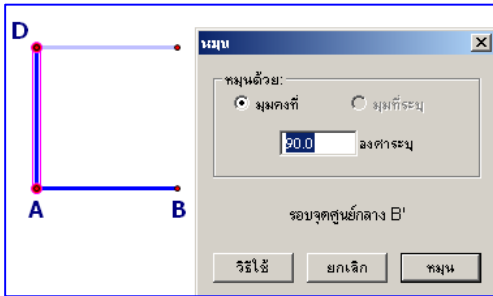 D
A
B
หมุน
หมุนด้วย:
มุมคงที่
มุมที่ระบุ
90.0
องศาระบุ
รอบจุดศูนย์กลาง B'
วิธีใช้
ยกเลิก
หมุน